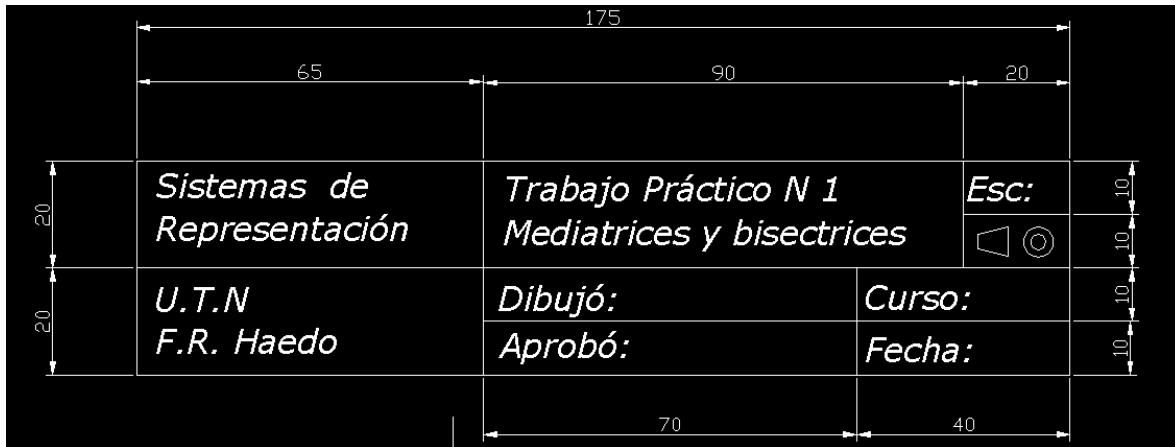 175
65 90 20
Sistemas de
Representación
Trabajo Práctico N 1
Mediatrices y bisectrices
Esc:
20
10
10
U.T.N
F.R. Haedo
Dibujó:
Curso:
Aprobó:
Fecha:
20
10
10
70 40